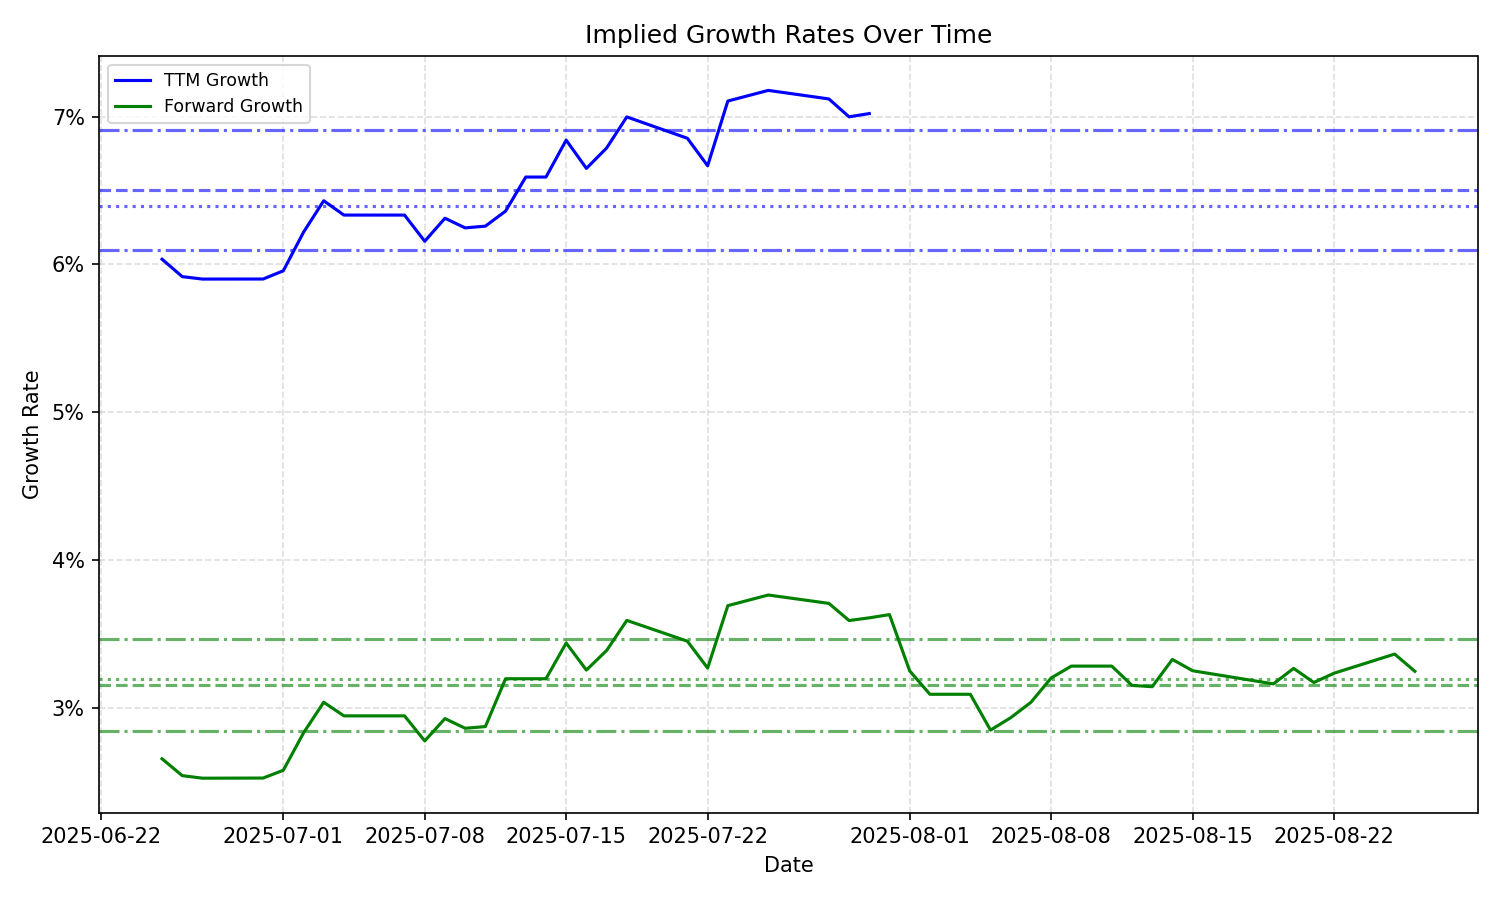 Implied Growth Rates Over Time
TTM Growth
Forward Growth
7%
6%
5%
4%
3%
Growth Rate
2025-06-22 2025-07-01 2025-07-08 2025-07-15 2025-07-22 2025-08-01 2025-08-08 2025-08-15 2025-08-22
Date